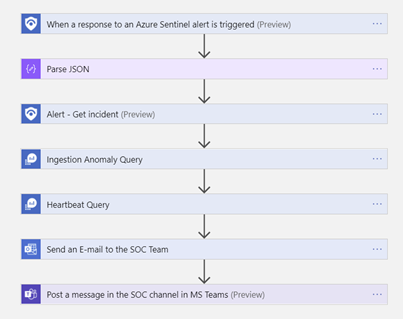 When a response to an Azure Sentinel alert is triggered (Preview)
Parse JSON
Alert - Get incident (Preview)
Ingestion Anomaly Query
Heartbeat Query
Send an E-mail to the SOC Team
Post a message in the SOC channel in MS Teams (Preview)